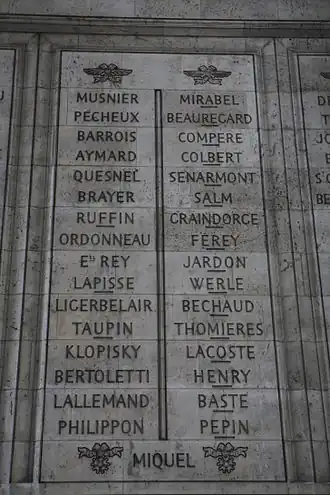 MUSNIER
PECHEUX
BARROIS
AYMARD
QUESNEL
BRAYER
RUFFIN
ORDONNEAU
Eh REY
LAPISSE
LIGERBELAIR
TAUPIN
KLOPISKY
BERTOLETTI
LALLEMAND
PHILIPPON
MIRABEL
BEAUREGARD
COMPERE
COLBERT
SENARMONT
SALM
CRAINDORGE
FEREY
JARDON
WERLE
BECHAUD
THOMIERES
LACOSTE
HENRY
BASTE
PEPIN
MIQUEL